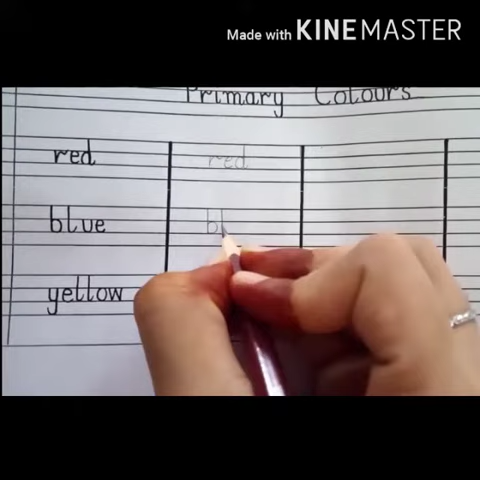 Made with KINEMASTER
Primary Colours
red red
blue bl
yellow